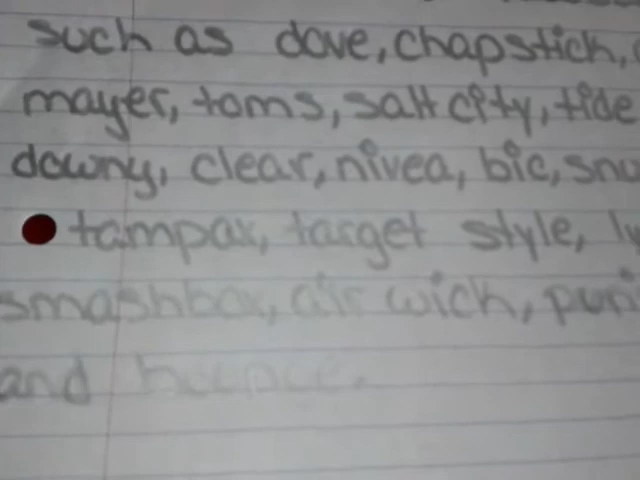 such as dove, chapstick,
mayer, toms, salt city, tide
downy, clear, nivea, bic,
tampax, target style,
smashbox, air wich,
and